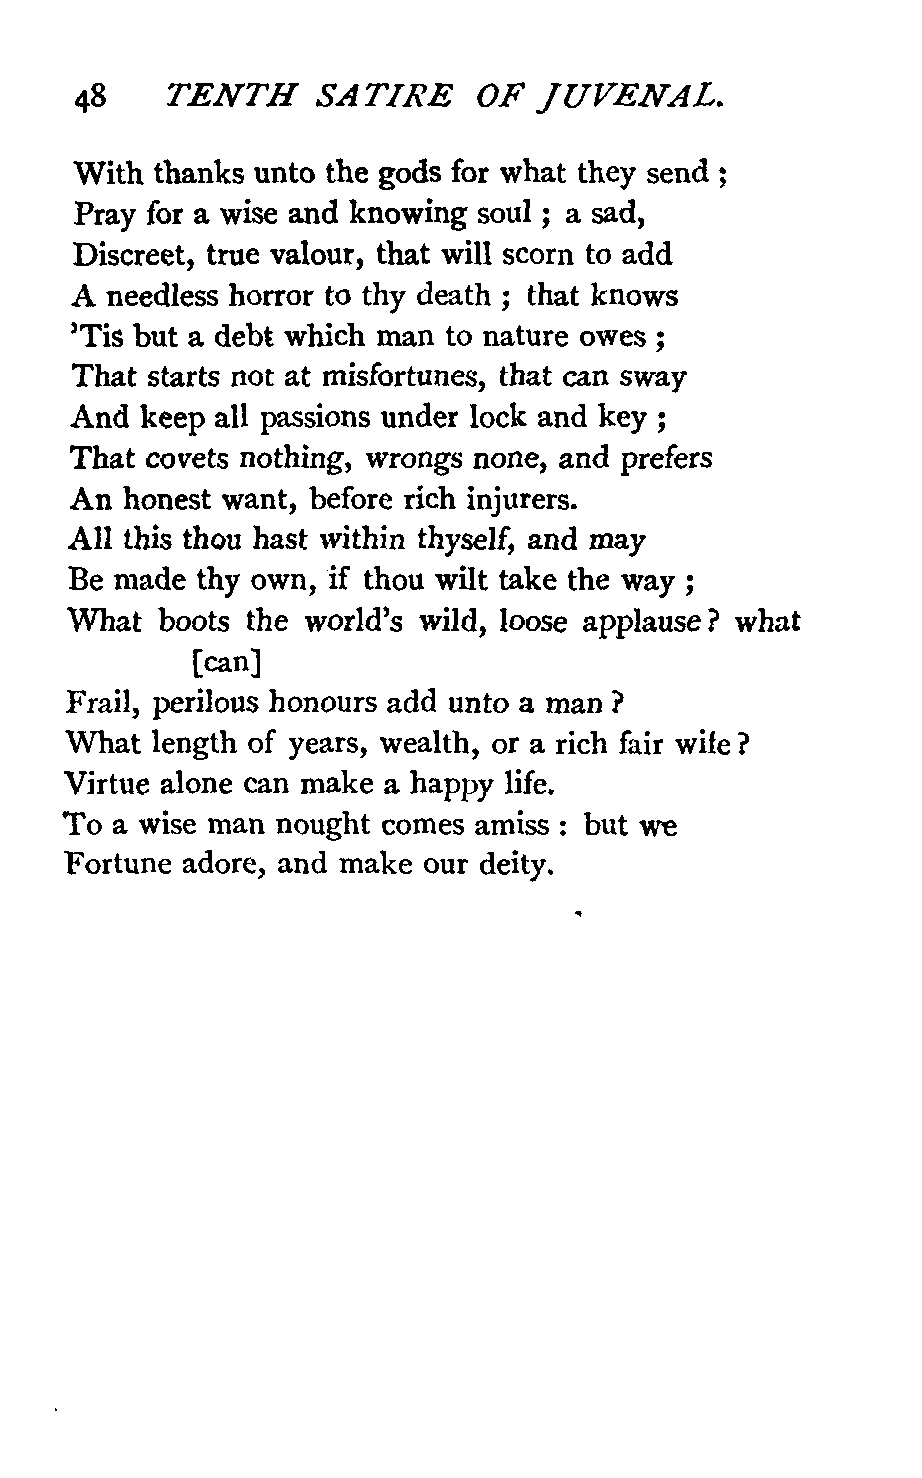 48 TENTH SATIRE OF JUVENAL.
With thanks unto the gods for what they send ;
Pray for a wise and knowing soul ; a sad,
Discreet, true valour, that will scorn to add
A needless horror to thy death ; that knows
'Tis but a debt which man to nature owes ;
That starts not at misfortunes, that can sway
And keep all passions under lock and key ;
That covets nothing, wrongs none, and prefers
An honest want, before rich injurers.
All this thou hast within thyself, and may
Be made thy own, if thou wilt take the way ;
What boots the world's wild, loose applause ? what
[can]
Frail, perilous honours add unto a man ?
What length of years, wealth, or a rich fair wife ?
Virtue alone can make a happy life.
To a wise man nought comes amiss : but we
Fortune adore, and make our deity.